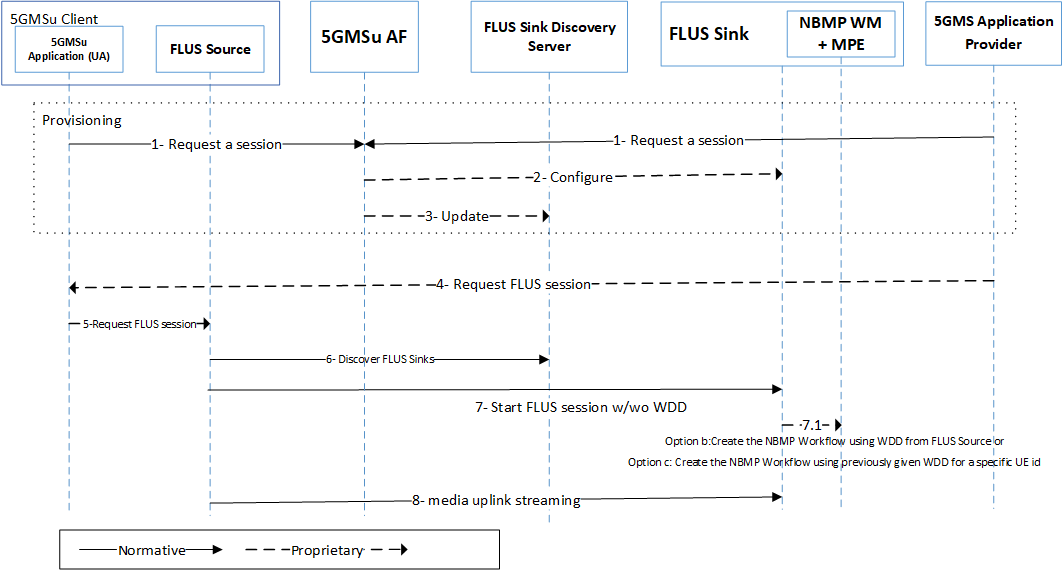 5GMSu Client
5GMSu
Application (UA)
FLUS Source
5GMSu AF
FLUS Sink Discovery
Server
FLUS Sink
NBMP WM
+ MPE
5GMS Application
Provider
Provisioning
1- Request a session
1- Request a session
2- Configure
3- Update
4- Request FLUS session
5-Request FLUS session
6- Discover FLUS Sinks
7- Start FLUS session w/wo WDD
7.1
Option b:Create the NBMP Workflow using WDD from FLUS Source or
Option c: Create the NBMP Workflow using previously given WDD for a specific UE id
8- media uplink streaming
Normative
Proprietary